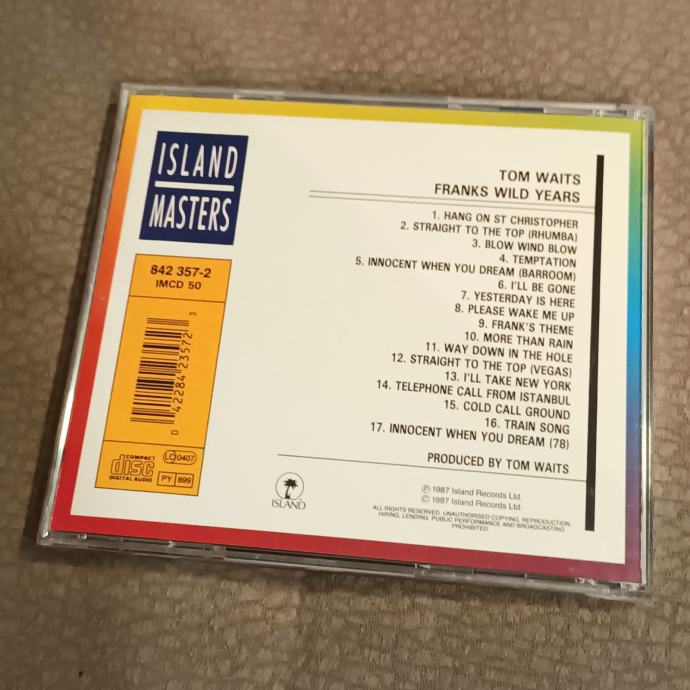 ISLAND
MASTERS
842 357-2
IMCD 50
0 42284 23572 3
COMPACT
disc
DIGITAL AUDIO
LC 0407
PY 899
TOM WAITS
FRANKS WILD YEARS
1. HANG ON ST CHRISTOPHER
2. STRAIGHT TO THE TOP (RHUMBA)
3. BLOW WIND BLOW
4. TEMPTATION
5. INNOCENT WHEN YOU DREAM (BARROOM)
6. I'LL BE GONE
7. YESTERDAY IS HERE
8. PLEASE WAKE ME UP
9. FRANK'S THEME
10. MORE THAN RAIN
11. WAY DOWN IN THE HOLE
12. STRAIGHT TO THE TOP (VEGAS)
13. I'LL TAKE NEW YORK
14. TELEPHONE CALL FROM ISTANBUL
15. COLD CALL GROUND
16. TRAIN SONG
17. INNOCENT WHEN YOU DREAM (78)
PRODUCED BY TOM WAITS
ISLAND
℗ 1987 Island Records Ltd.
© 1987 Island Records Ltd.
ALL RIGHTS RESERVED. UNAUTHORISED COPYING, REPRODUCTION,
HIRING, LENDING, PUBLIC PERFORMANCE AND BROADCASTING
PROHIBITED